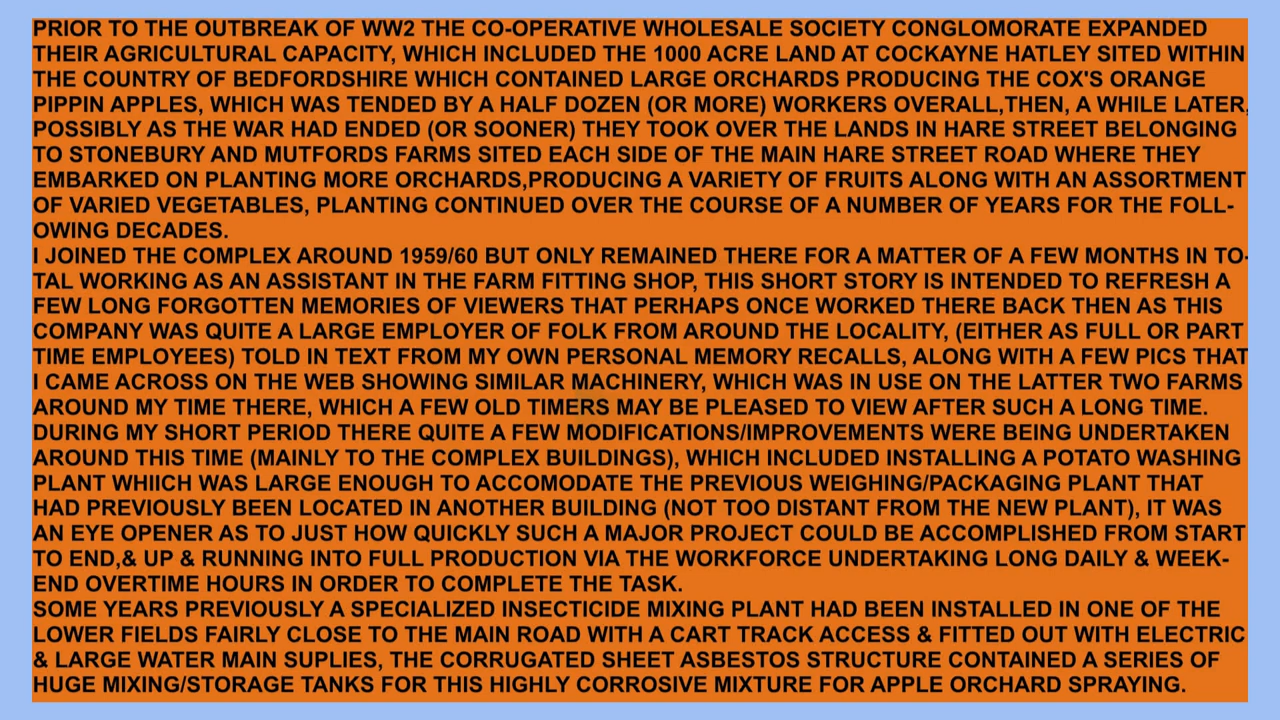 PRIOR TO THE OUTBREAK OF WW2 THE CO-OPERATIVE WHOLESALE SOCIETY CONGLOMORATE EXPANDED
THEIR AGRICULTURAL CAPACITY, WHICH INCLUDED THE 1000 ACRE LAND AT COCKAYNE HATLEY SITED WITHIN
THE COUNTRY OF BEDFORDSHIRE WHICH CONTAINED LARGE ORCHARDS PRODUCING THE COX'S ORANGE
PIPPIN APPLES, WHICH WAS TENDED BY A HALF DOZEN (OR MORE) WORKERS OVERALL,THEN, A WHILE LATER,
POSSIBLY AS THE WAR HAD ENDED (OR SOONER) THEY TOOK OVER THE LANDS IN HARE STREET BELONGING
TO STONEBURY AND MUTFORDS FARMS SITED EACH SIDE OF THE MAIN HARE STREET ROAD WHERE THEY
EMBARKED ON PLANTING MORE ORCHARDS,PRODUCING A VARIETY OF FRUITS ALONG WITH AN ASSORTMENT
OF VARIED VEGETABLES, PLANTING CONTINUED OVER THE COURSE OF A NUMBER OF YEARS FOR THE FOLL-
OWING DECADES.
I JOINED THE COMPLEX AROUND 1959/60 BUT ONLY REMAINED THERE FOR A MATTER OF A FEW MONTHS IN TO-
TAL WORKING AS AN ASSISTANT IN THE FARM FITTING SHOP, THIS SHORT STORY IS INTENDED TO REFRESH A
FEW LONG FORGOTTEN MEMORIES OF VIEWERS THAT PERHAPS ONCE WORKED THERE BACK THEN AS THIS
COMPANY WAS QUITE A LARGE EMPLOYER OF FOLK FROM AROUND THE LOCALITY, (EITHER AS FULL OR PART
TIME EMPLOYEES) TOLD IN TEXT FROM MY OWN PERSONAL MEMORY RECALLS, ALONG WITH A FEW PICS THAT
I CAME ACROSS ON THE WEB SHOWING SIMILAR MACHINERY, WHICH WAS IN USE ON THE LATTER TWO FARMS
AROUND MY TIME THERE, WHICH A FEW OLD TIMERS MAY BE PLEASED TO VIEW AFTER SUCH A LONG TIME.
DURING MY SHORT PERIOD THERE QUITE A FEW MODIFICATIONS/IMPROVEMENTS WERE BEING UNDERTAKEN
AROUND THIS TIME (MAINLY TO THE COMPLEX BUILDINGS), WHICH INCLUDED INSTALLING A POTATO WASHING
PLANT WHIICH WAS LARGE ENOUGH TO ACCOMODATE THE PREVIOUS WEIGHING/PACKAGING PLANT THAT
HAD PREVIOUSLY BEEN LOCATED IN ANOTHER BUILDING (NOT TOO DISTANT FROM THE NEW PLANT), IT WAS
AN EYE OPENER AS TO JUST HOW QUICKLY SUCH A MAJOR PROJECT COULD BE ACCOMPLISHED FROM START
TO END,& UP & RUNNING INTO FULL PRODUCTION VIA THE WORKFORCE UNDERTAKING LONG DAILY & WEEK-
END OVERTIME HOURS IN ORDER TO COMPLETE THE TASK.
SOME YEARS PREVIOUSLY A SPECIALIZED INSECTICIDE MIXING PLANT HAD BEEN INSTALLED IN ONE OF THE
LOWER FIELDS FAIRLY CLOSE TO THE MAIN ROAD WITH A CART TRACK ACCESS & FITTED OUT WITH ELECTRIC
& LARGE WATER MAIN SUPLIES, THE CORRUGATED SHEET ASBESTOS STRUCTURE CONTAINED A SERIES OF
HUGE MIXING/STORAGE TANKS FOR THIS HIGHLY CORROSIVE MIXTURE FOR APPLE ORCHARD SPRAYING.